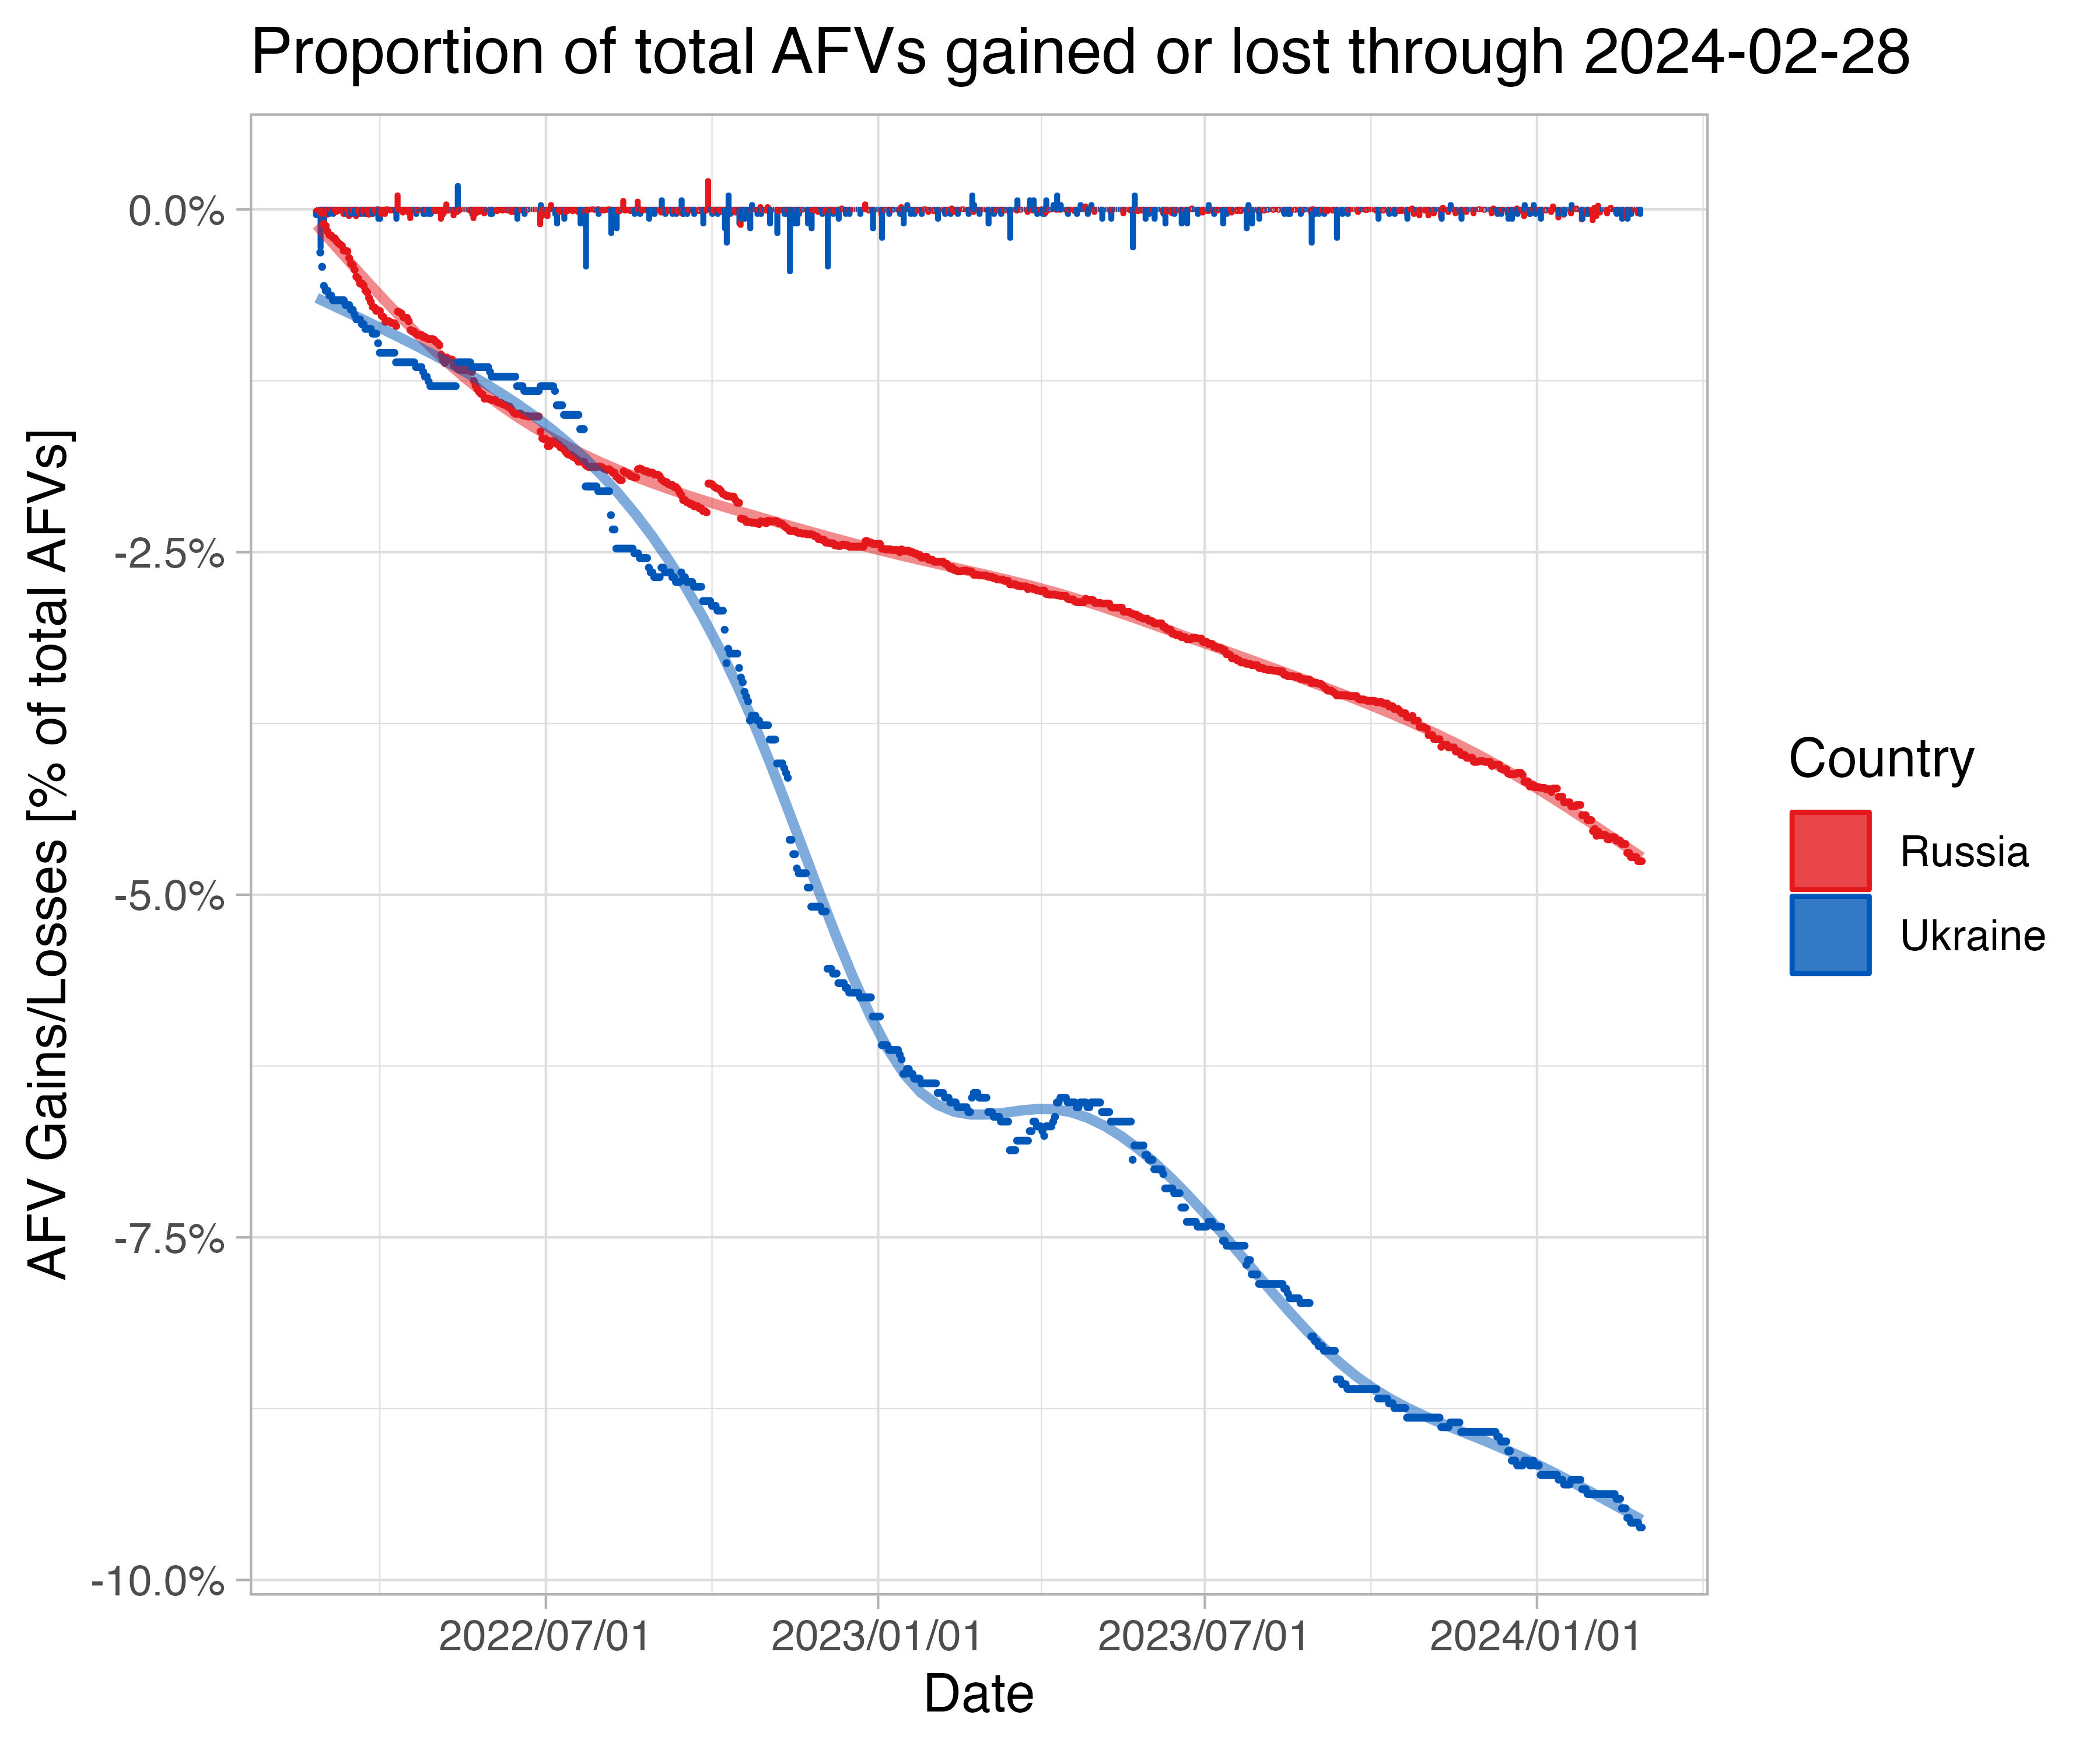 Proportion of total AFVs gained or lost through 2024-02-28
AFV Gains/Losses [% of total AFVs]
0.0%
-2.5%
-5.0%
-7.5%
-10.0%
2022/07/01
2023/01/01
2023/07/01
2024/01/01
Date
Country
Russia
Ukraine